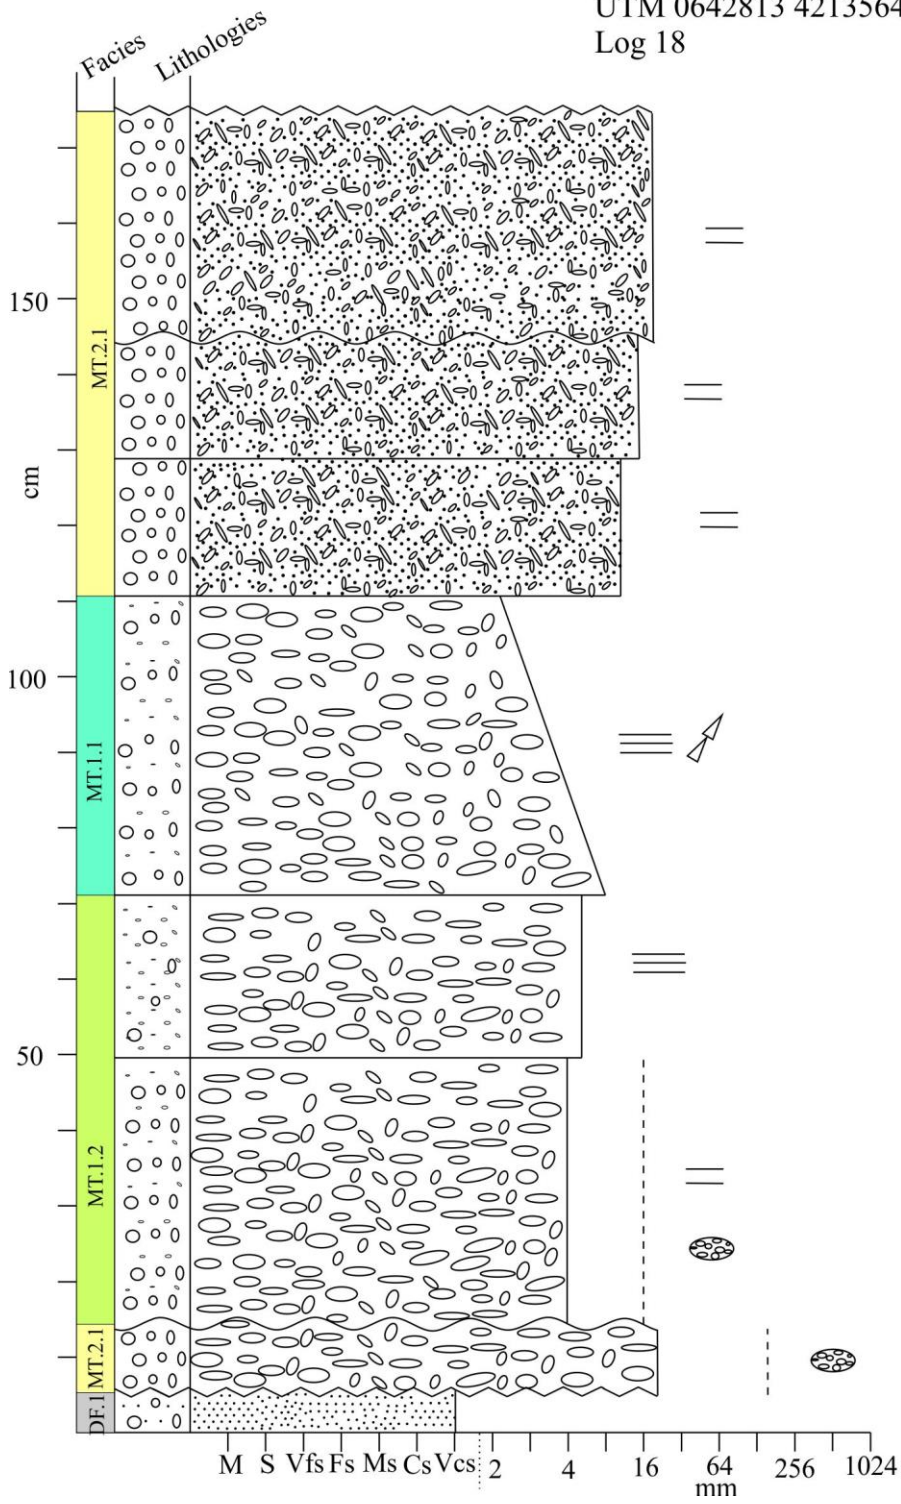 UTM 0642813 4213564
Log 18
Facies
Lithologies
MT.2.1
150
cm
100
MT.1.1
50
MT.1.2
MT.2.1
DF.1
M S Vfs Fs Ms Cs Vcs 2 4 16 64 256 1024
mm